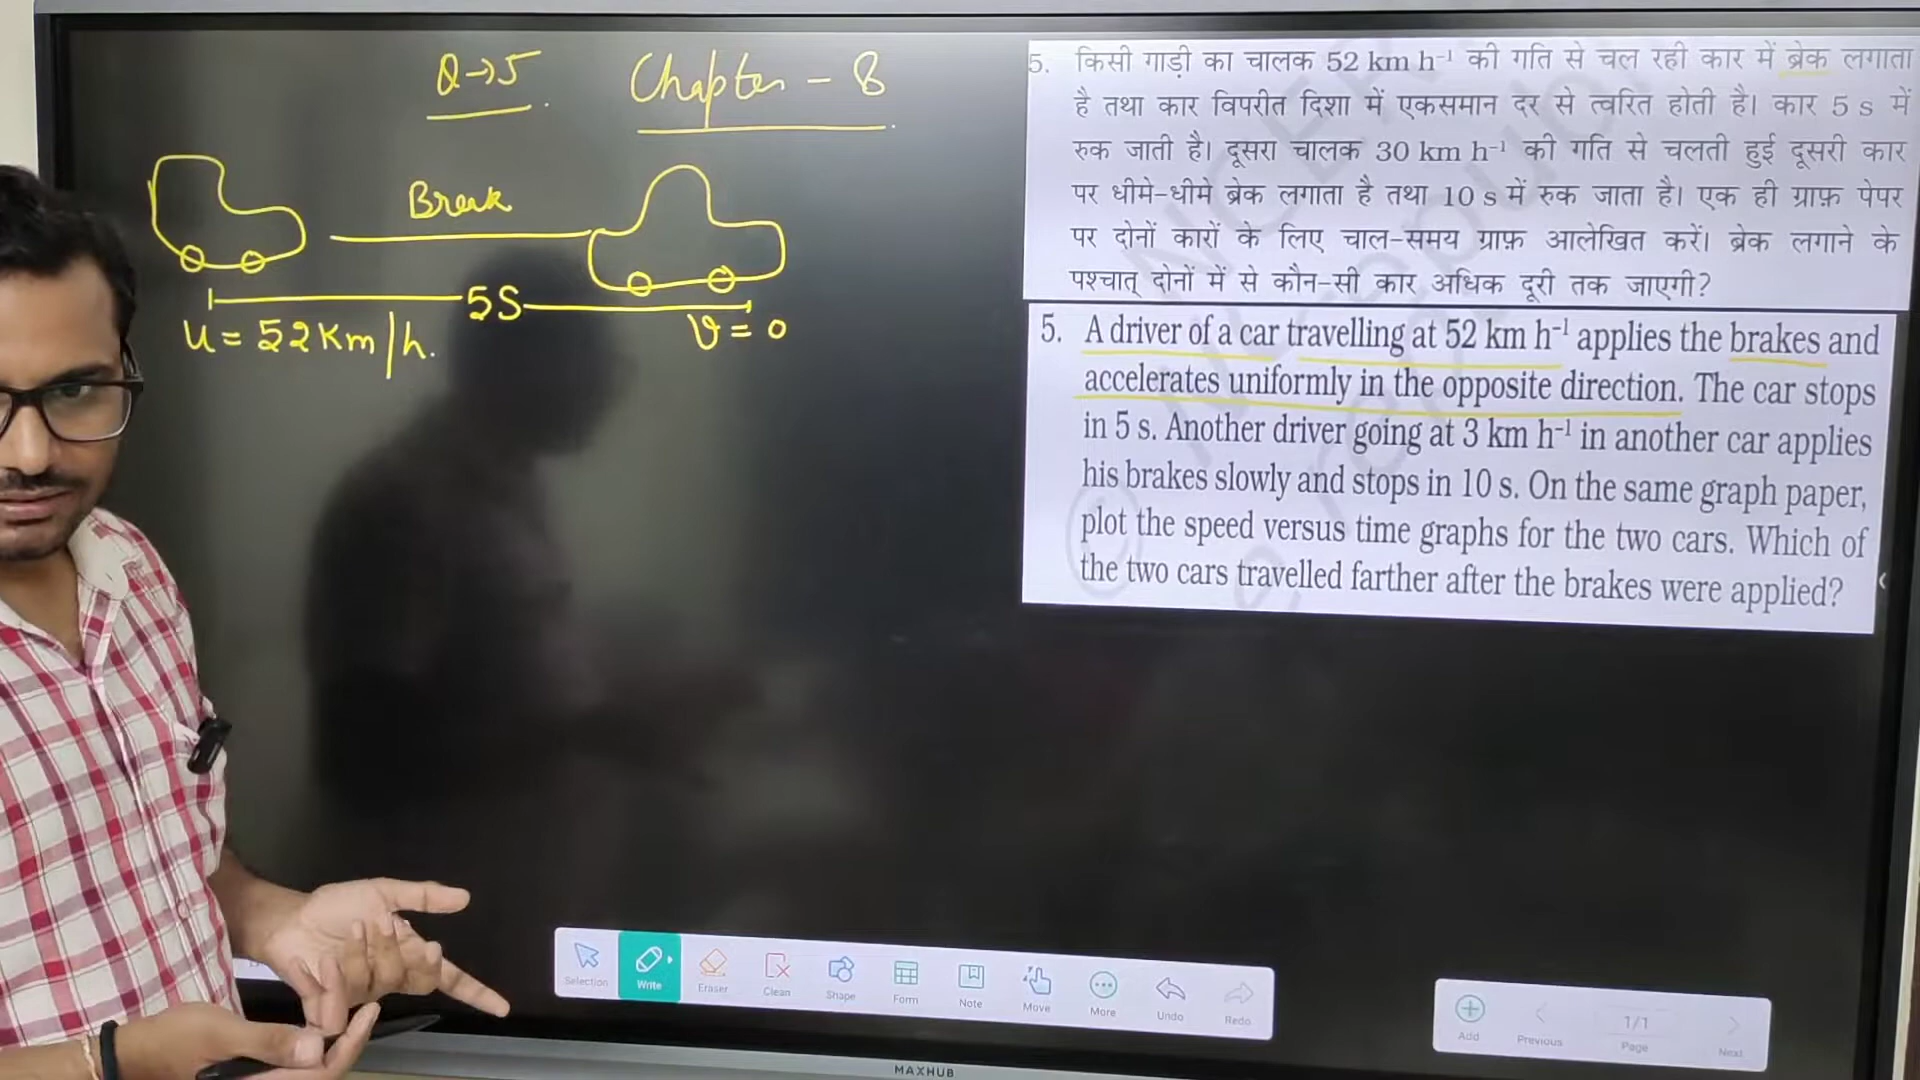 Q→5. Chapter - 8
Break
5S
u = 52 Km/h.
v = 0
5. किसी गाड़ी का चालक 52 km h⁻¹ की गति से चल रही कार में ब्रेक लगाता
है तथा कार विपरीत दिशा में एकसमान दर से त्वरित होती है। कार 5 s में
रुक जाती है। दूसरा चालक 30 km h⁻¹ की गति से चलती हुई दूसरी कार
पर धीमे-धीमे ब्रेक लगाता है तथा 10 s में रुक जाता है। एक ही ग्राफ़ पेपर
पर दोनों कारों के लिए चाल-समय ग्राफ़ आलेखित करें। ब्रेक लगाने के
पश्चात् दोनों में से कौन-सी कार अधिक दूरी तक जाएगी?
5. A driver of a car travelling at 52 km h⁻¹ applies the brakes and
accelerates uniformly in the opposite direction. The car stops
in 5 s. Another driver going at 3 km h⁻¹ in another car applies
his brakes slowly and stops in 10 s. On the same graph paper,
plot the speed versus time graphs for the two cars. Which of
the two cars travelled farther after the brakes were applied?
Selection Write Eraser Clean Shape Form Note Move More Undo Redo
Add Previous 1/1 Page Next
MAXHUB